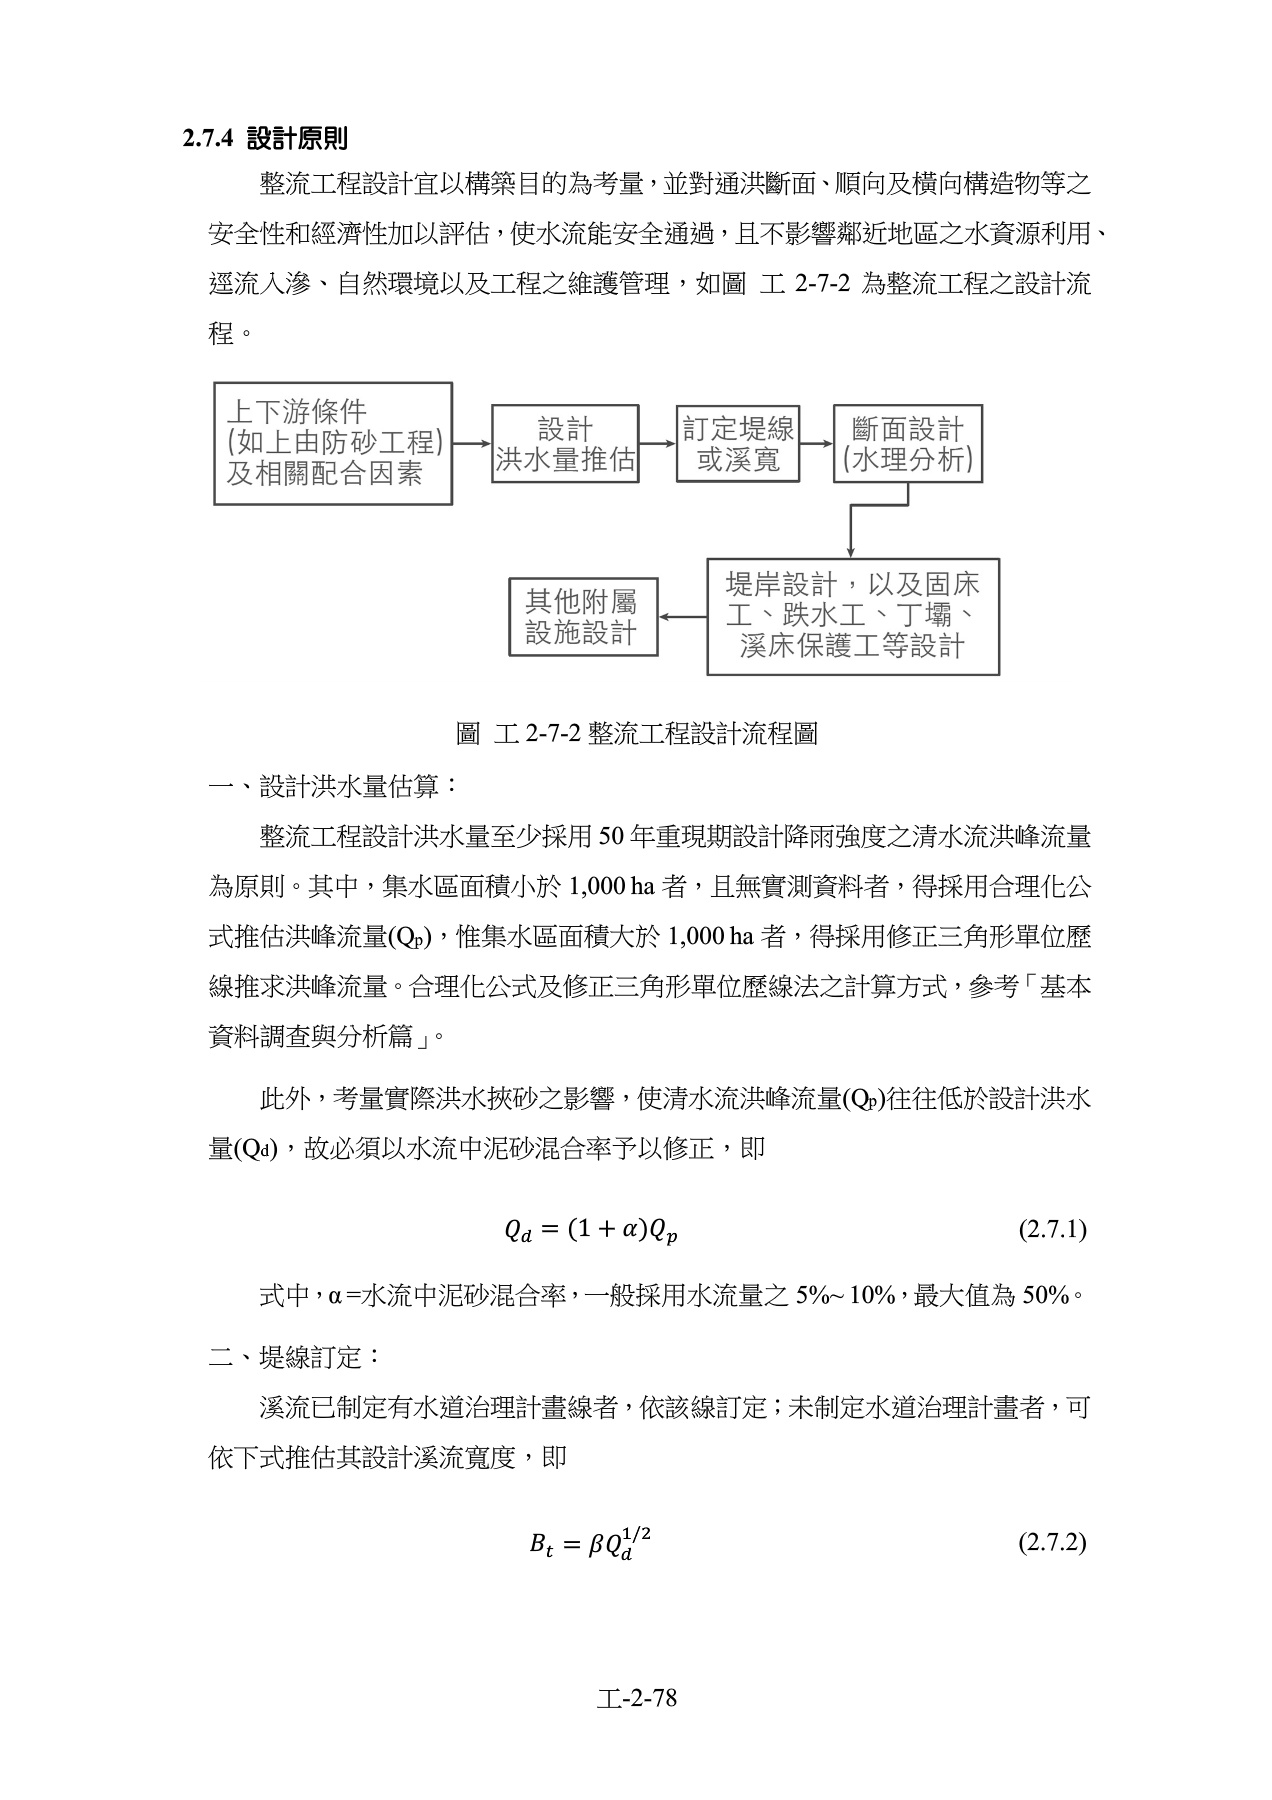 2.7.4 設計原則
整流工程設計宜以構築目的為考量，並對通洪斷面、順向及橫向構造物等之
安全性和經濟性加以評估，使水流能安全通過，且不影響鄰近地區之水資源利用、
逕流入滲、自然環境以及工程之維護管理，如圖 工 2-7-2 為整流工程之設計流
程。
上下游條件
(如上由防砂工程)
及相關配合因素
設計
洪水量推估
訂定堤線
或溪寬
斷面設計
(水理分析)
堤岸設計，以及固床
工、跌水工、丁壩、
溪床保護工等設計
其他附屬
設施設計
圖 工 2-7-2 整流工程設計流程圖
一、設計洪水量估算：
整流工程設計洪水量至少採用 50 年重現期設計降雨強度之清水流洪峰流量
為原則。其中，集水區面積小於 1,000 ha 者，且無實測資料者，得採用合理化公
式推估洪峰流量(Qp)，惟集水區面積大於 1,000 ha 者，得採用修正三角形單位歷
線推求洪峰流量。合理化公式及修正三角形單位歷線法之計算方式，參考「基本
資料調查與分析篇」。
此外，考量實際洪水挾砂之影響，使清水流洪峰流量(Qp)往往低於設計洪水
量(Qd)，故必須以水流中泥砂混合率予以修正，即
Q_d = (1 + α)Q_p (2.7.1)
式中，α =水流中泥砂混合率，一般採用水流量之 5%~ 10%，最大值為 50%。
二、堤線訂定：
溪流已制定有水道治理計畫線者，依該線訂定；未制定水道治理計畫者，可
依下式推估其設計溪流寬度，即
B_t = βQ_d^{1/2} (2.7.2)
工-2-78